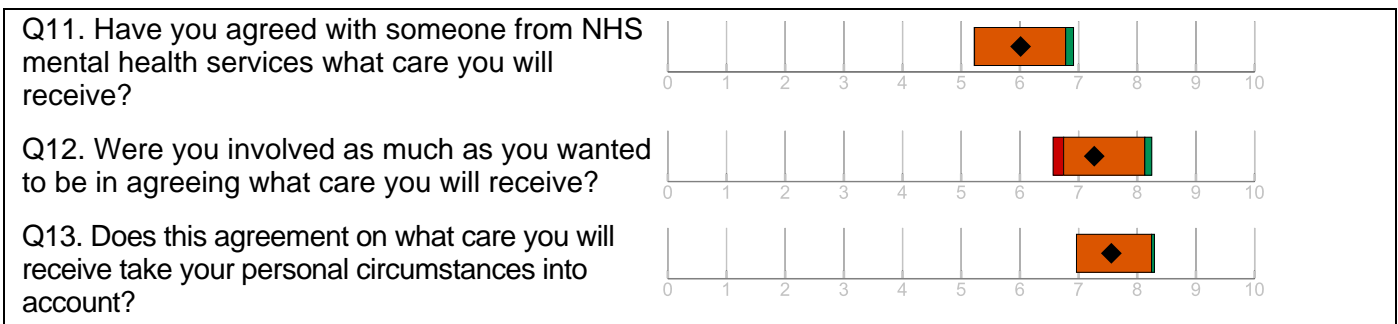 Q11. Have you agreed with someone from NHS
mental health services what care you will
receive?
0 1 2 3 4 5 6 7 8 9 10
Q12. Were you involved as much as you wanted
to be in agreeing what care you will receive?
0 1 2 3 4 5 6 7 8 9 10
Q13. Does this agreement on what care you will
receive take your personal circumstances into
account?
0 1 2 3 4 5 6 7 8 9 10